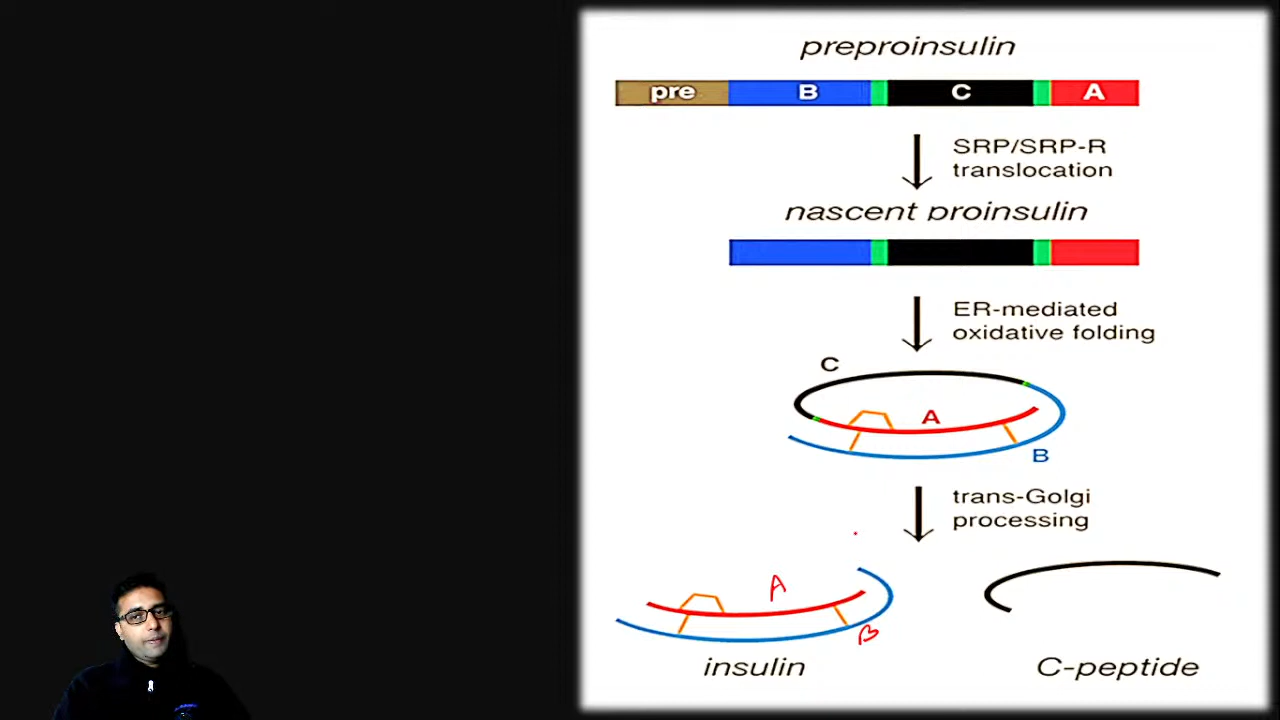 preproinsulin
pre B C A
SRP/SRP-R
translocation
nascent proinsulin
ER-mediated
oxidative folding
C
A
B
trans-Golgi
processing
A
B
insulin
C-peptide